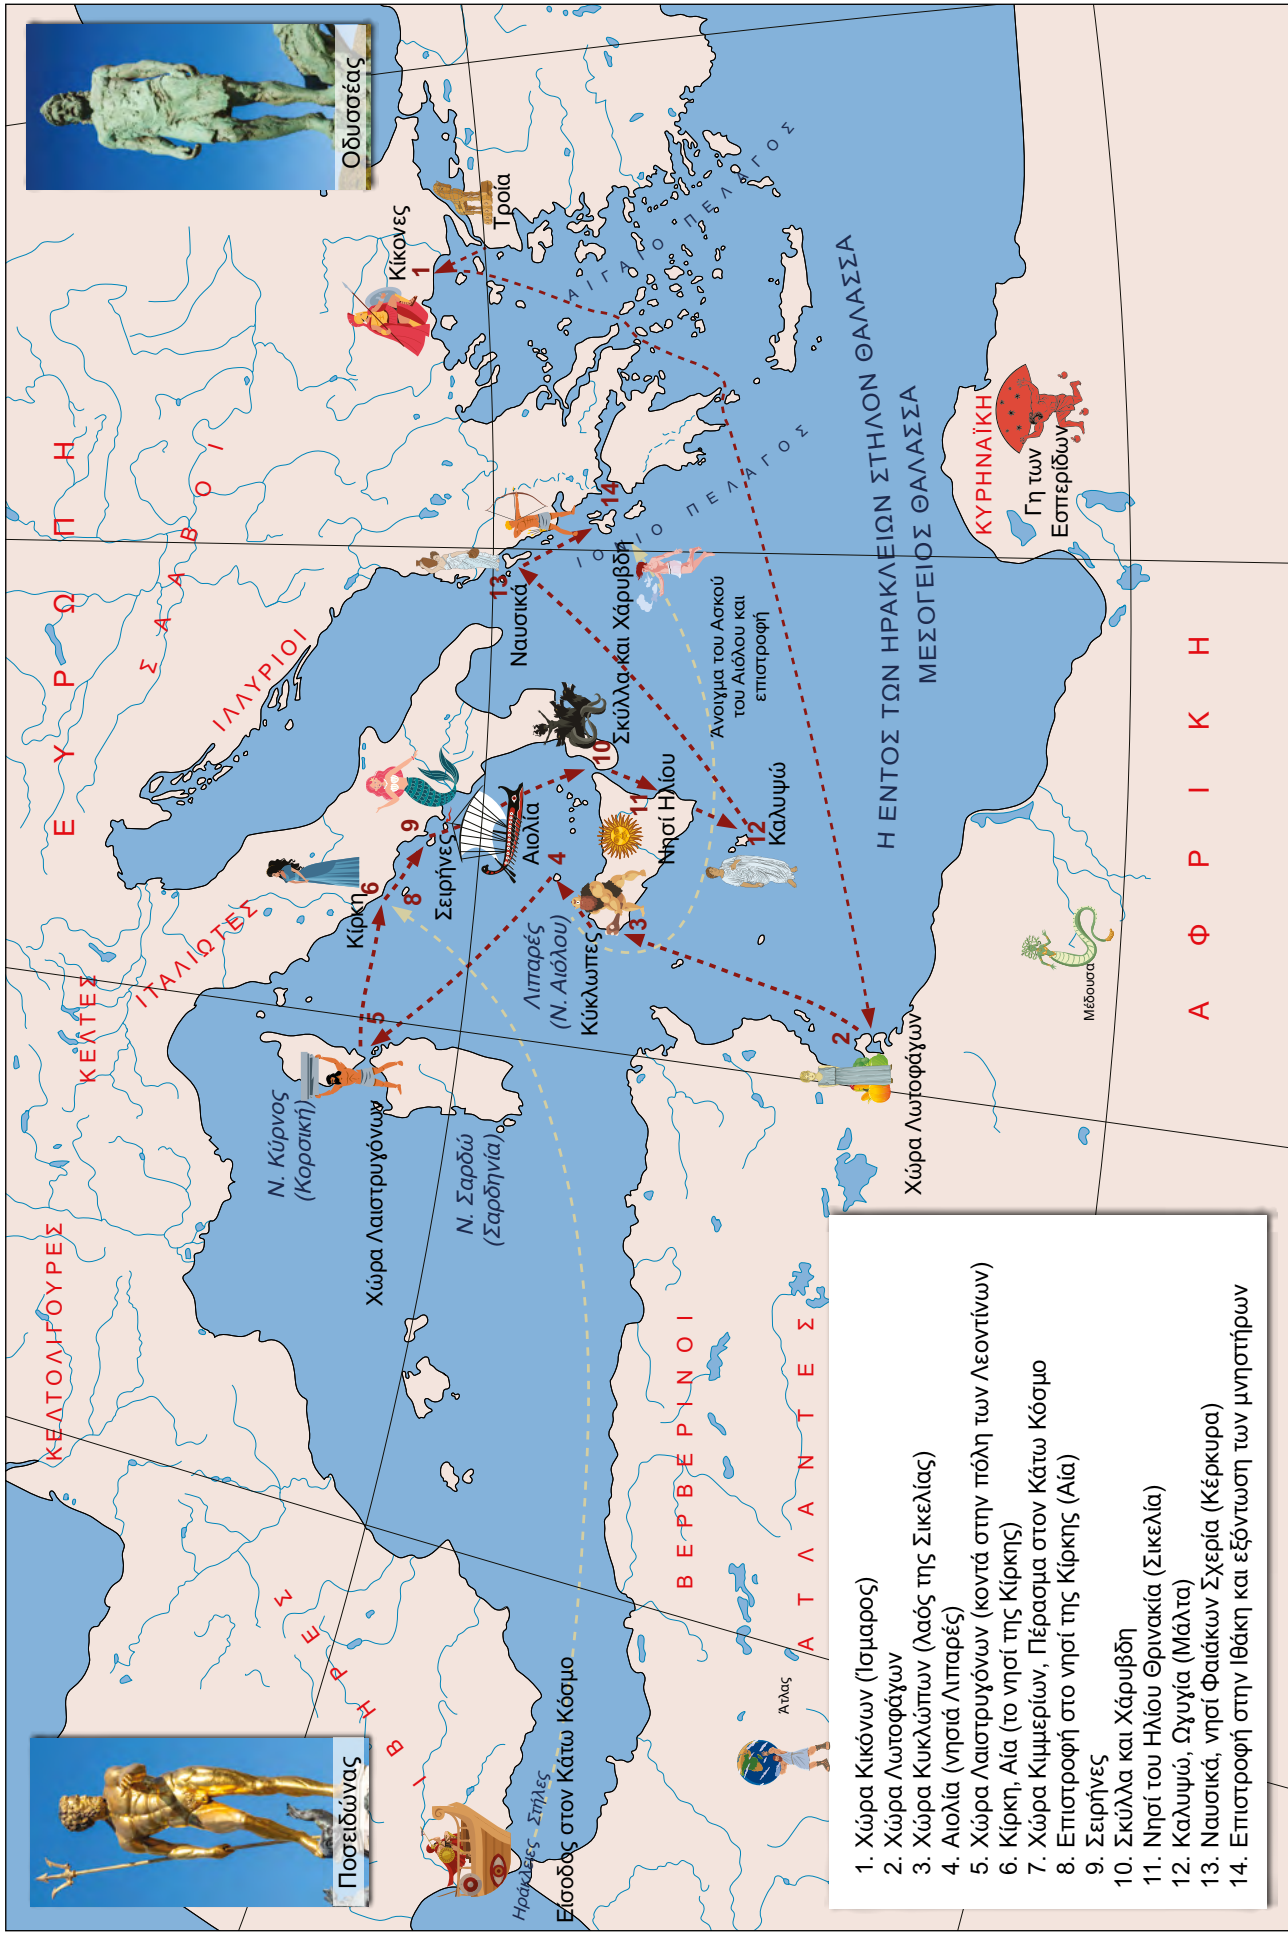 Ποσειδώνας
Οδυσσέας
Ε Υ Ρ Ω Π Η
ΚΕΛΤΟΛΙΓΟΥΡΕΣ
ΚΕΛΤΕΣ
ΙΤΑΛΙΩΤΕΣ
ΙΛΛΥΡΙΟΙ
Σ Α Β Ο Ι
Ι Β Η Ρ Ε Σ
Κίκονες
1
Τροία
Κίρκη
6
8
9
Σειρήνες
Ν. Κύρνος
(Κορσική)
Χώρα Λαιστρυγόνων
5
Ν. Σαρδώ
(Σαρδηνία)
Αιολία
4
Λιπαρές
(Ν. Αιόλου)
Κύκλωπες
3
13
Ναυσικά
14
Σκύλλα και Χάρυβδη
10
11
Νησί Ηλίου
12
Καλυψώ
Άνοιγμα του Ασκού
του Αιόλου και
επιστροφή
Α Ι Γ Α Ι Ο Π Ε Λ Α Γ Ο Σ
Ι Ο Ν Ι Ο Π Ε Λ Α Γ Ο Σ
Η ΕΝΤΟΣ ΤΩΝ ΗΡΑΚΛΕΙΩΝ ΣΤΗΛΟΝ ΘΑΛΑΣΣΑ
ΜΕΣΟΓΕΙΟΣ ΘΑΛΑΣΣΑ
Ηράκλειες Στήλες
Είσοδος στον Κάτω Κόσμο
2
Χώρα Λωτοφάγων
ΚΥΡΗΝΑΪΚΗ
Γη των
Εσπερίδων
Μέδουσα
Β Ε Ρ Β Ε Ρ Ι Ν Ο Ι
Α Τ Λ Α Ν Τ Ε Σ
Άτλας
Α Φ Ρ Ι Κ Η
1. Χώρα Κικόνων (Ίσμαρος)
2. Χώρα Λωτοφάγων
3. Χώρα Κυκλώπων (Λαός της Σικελίας)
4. Αιολία (νησιά Λιπαρές)
5. Χώρα Λαιστρυγόνων (κοντά στην πόλη των Λεοντίνων)
6. Κίρκη, Αία (το νησί της Κίρκης)
7. Χώρα Κιμμερίων, Πέρασμα στον Κάτω Κόσμο
8. Επιστροφή στο νησί της Κίρκης (Αία)
9. Σειρήνες
10. Σκύλλα και Χάρυβδη
11. Νησί του Ηλίου Θρινακία (Σικελία)
12. Καλυψώ, Ωγυγία (Μάλτα)
13. Ναυσικά, νησί Φαιάκων Σχερία (Κέρκυρα)
14. Επιστροφή στην Ιθάκη και εξόντωση των μνηστήρων